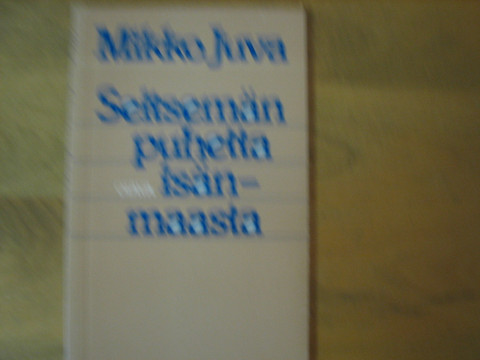 Mikko Juva
Seitsemän
puhetta
isän-
maasta